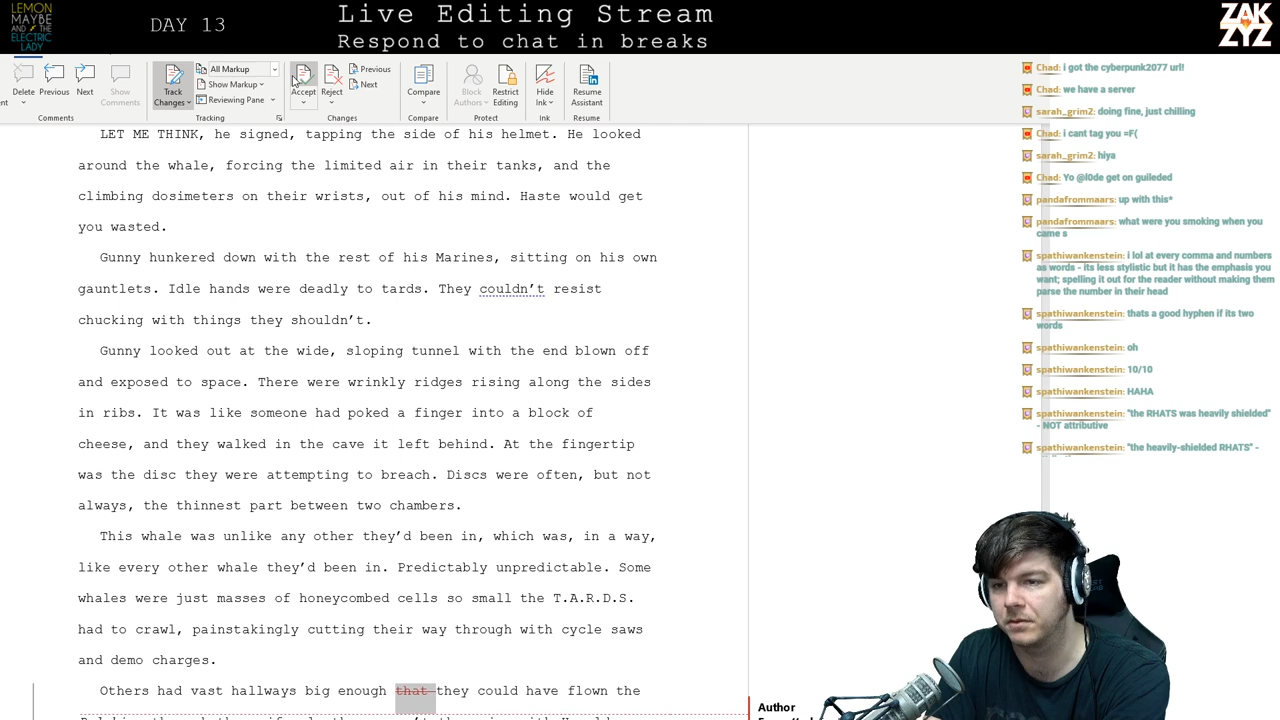 LEMON
MAYBE
AND THE
ELECTRIC
LADY
DAY 13
Live Editing Stream
Respond to chat in breaks
ZAK
ZYZ
Delete
Previous
Next
Show
Comments
Comments
Track
Changes
All Markup
Show Markup
Reviewing Pane
Tracking
Accept
Reject
Previous
Next
Changes
Compare
Compare
Block
Authors
Restrict
Editing
Protect
Hide
Ink
Ink
Resume
Assistant
Resume
LET ME THINK, he signed, tapping the side of his helmet. He looked
around the whale, forcing the limited air in their tanks, and the
climbing dosimeters on their wrists, out of his mind. Haste would get
you wasted.
Gunny hunkered down with the rest of his Marines, sitting on his own
gauntlets. Idle hands were deadly to tards. They couldn’t resist
chucking with things they shouldn’t.
Gunny looked out at the wide, sloping tunnel with the end blown off
and exposed to space. There were wrinkly ridges rising along the sides
in ribs. It was like someone had poked a finger into a block of
cheese, and they walked in the cave it left behind. At the fingertip
was the disc they were attempting to breach. Discs were often, but not
always, the thinnest part between two chambers.
This whale was unlike any other they’d been in, which was, in a way,
like every other whale they’d been in. Predictably unpredictable. Some
whales were just masses of honeycombed cells so small the T.A.R.D.S.
had to crawl, painstakingly cutting their way through with cycle saws
and demo charges.
Others had vast hallways big enough that they could have flown the
Author
Chad: i got the cyberpunk2077 url!
Chad: we have a server
sarah_grim2: doing fine, just chilling
Chad: i cant tag you =F(
sarah_grim2: hiya
Chad: Yo @l0de get on guileded
pandafrommaars: up with this*
pandafrommaars: what were you smoking when you
came s
spathiwankenstein: i lol at every comma and numbers
as words - its less stylistic but it has the emphasis you
want; spelling it out for the reader without making them
parse the number in their head
spathiwankenstein: thats a good hyphen if its two
words
spathiwankenstein: oh
spathiwankenstein: 10/10
spathiwankenstein: HAHA
spathiwankenstein: "the RHATS was heavily shielded"
- NOT attributive
spathiwankenstein: "the heavily-shielded RHATS" -